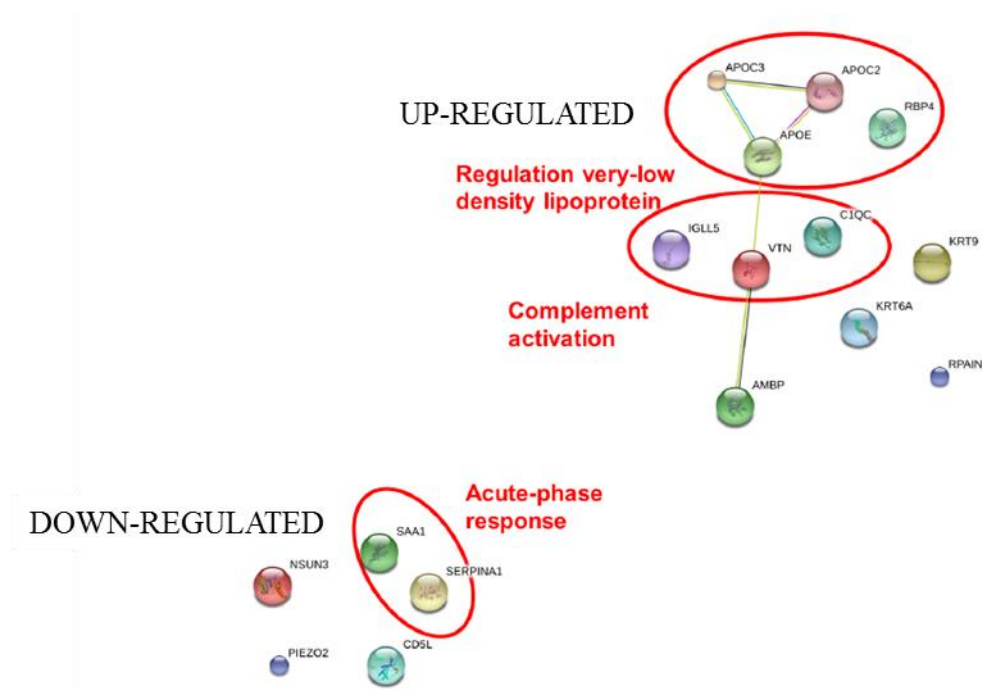 APOC3
APOC2
RBP4
UP-REGULATED
APOE
Regulation very-low
density lipoprotein
IGLL5
C1QC
VTN
KRT9
Complement
activation
KRT6A
RPAIN
AMBP
Acute-phase
response
DOWN-REGULATED
SAA1
NSUN3
SERPINA1
PIEZO2
CD5L